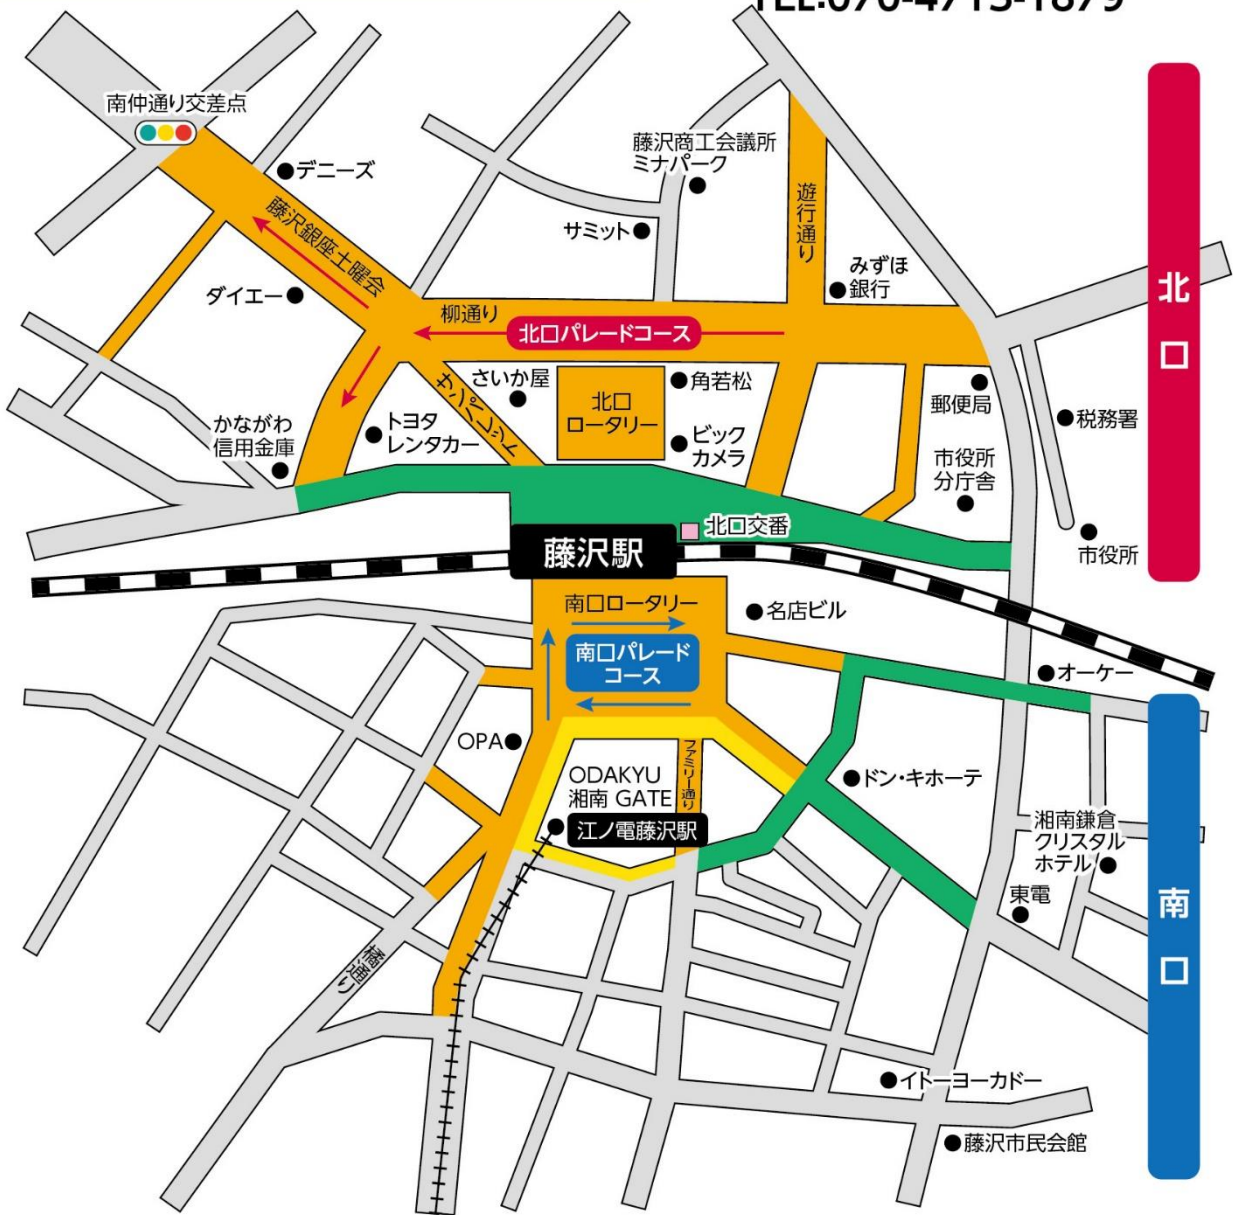 TEL:070-4713-1879
南仲通り交差点
デニーズ
藤沢銀座土曜会
ダイエー
藤沢商工会議所
ミナパーク
サミット
遊行通り
みずほ
銀行
柳通り
北口パレードコース
さいか屋
サンパレット
北口
ロータリー
角若松
ビック
カメラ
郵便局
税務署
市役所
分庁舎
市役所
かながわ
信用金庫
トヨタ
レンタカー
北口交番
藤沢駅
北口
南口ロータリー
南口パレード
コース
名店ビル
オーケー
OPA
ファミリー通り
ODAKYU
湘南 GATE
江ノ電藤沢駅
ドン・キホーテ
湘南鎌倉
クリスタル
ホテル
東電
橘通り
イトーヨーカドー
藤沢市民会館
南口